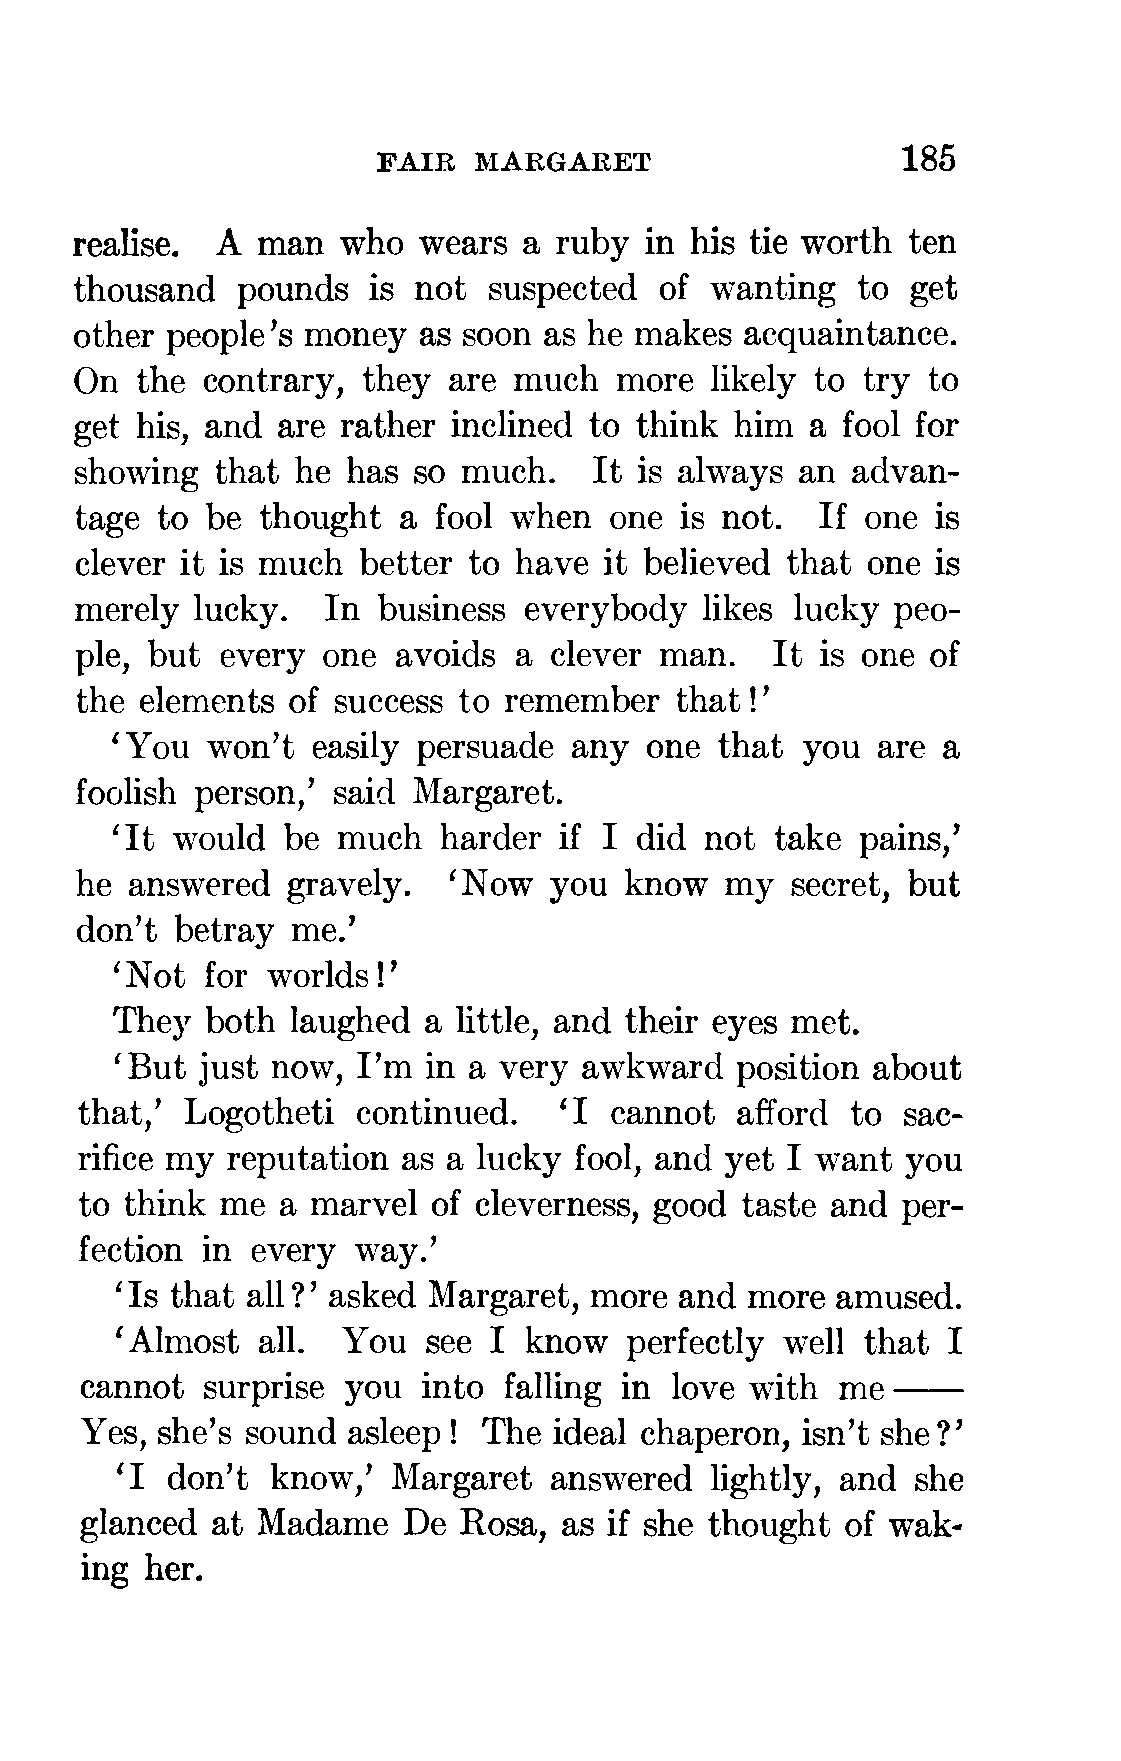 FAIR MARGARET 185
realise. A man who wears a ruby in his tie worth ten
thousand pounds is not suspected of wanting to get
other people's money as soon as he makes acquaintance.
On the contrary, they are much more likely to try to
get his, and are rather inclined to think him a fool for
showing that he has so much. It is always an advan-
tage to be thought a fool when one is not. If one is
clever it is much better to have it believed that one is
merely lucky. In business everybody likes lucky peo-
ple, but every one avoids a clever man. It is one of
the elements of success to remember that!'
'You won't easily persuade any one that you are a
foolish person,' said Margaret.
'It would be much harder if I did not take pains,'
he answered gravely. 'Now you know my secret, but
don't betray me.'
'Not for worlds!'
They both laughed a little, and their eyes met.
'But just now, I'm in a very awkward position about
that,' Logotheti continued. 'I cannot afford to sac-
rifice my reputation as a lucky fool, and yet I want you
to think me a marvel of cleverness, good taste and per-
fection in every way.'
'Is that all?' asked Margaret, more and more amused.
'Almost all. You see I know perfectly well that I
cannot surprise you into falling in love with me——
Yes, she's sound asleep! The ideal chaperon, isn't she?'
'I don't know,' Margaret answered lightly, and she
glanced at Madame De Rosa, as if she thought of wak-
ing her.